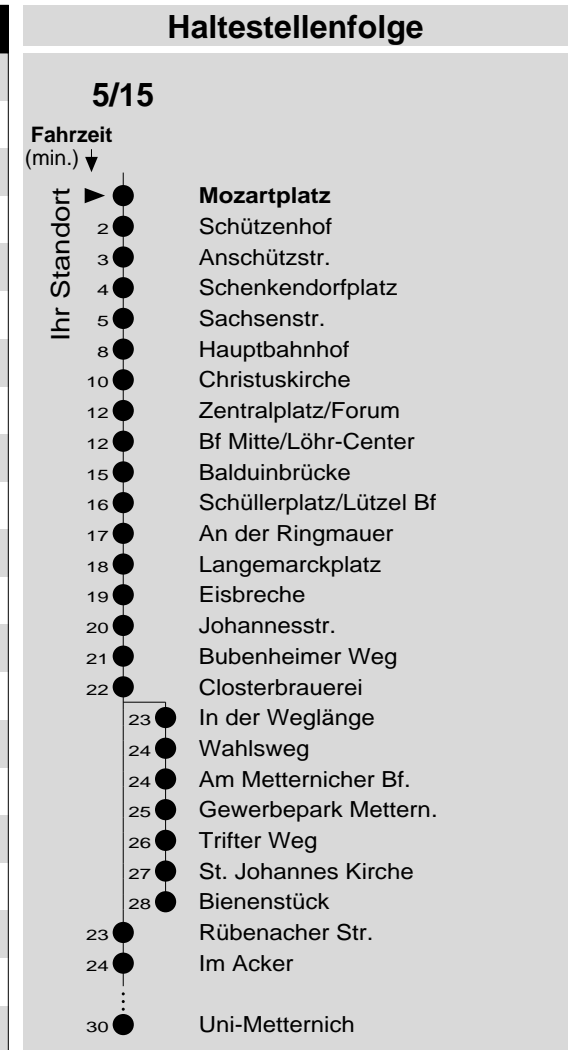 Haltestellenfolge
5/15
Fahrzeit
(min.)
Ihr Standort
Mozartplatz
2 Schützenhof
3 Anschützstr.
4 Schenkendorfplatz
5 Sachsenstr.
8 Hauptbahnhof
10 Christuskirche
12 Zentralplatz/Forum
12 Bf Mitte/Löhr-Center
15 Balduinbrücke
16 Schüllerplatz/Lützel Bf
17 An der Ringmauer
18 Langemarckplatz
19 Eisbreche
20 Johannesstr.
21 Bubenheimer Weg
22 Closterbrauerei
23 In der Weglänge
24 Wahlsweg
24 Am Metternicher Bf.
25 Gewerbepark Mettern.
26 Trifter Weg
27 St. Johannes Kirche
28 Bienenstück
23 Rübenacher Str.
24 Im Acker
30 Uni-Metternich